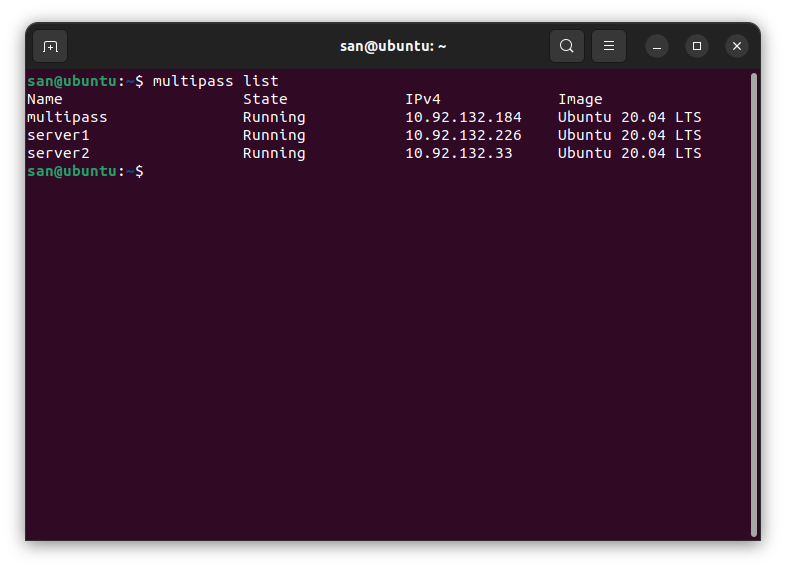 san@ubuntu: ~
san@ubuntu:~$ multipass list
Name                    State             IPv4             Image
multipass               Running           10.92.132.184    Ubuntu 20.04 LTS
server1                 Running           10.92.132.226    Ubuntu 20.04 LTS
server2                 Running           10.92.132.33     Ubuntu 20.04 LTS
san@ubuntu:~$